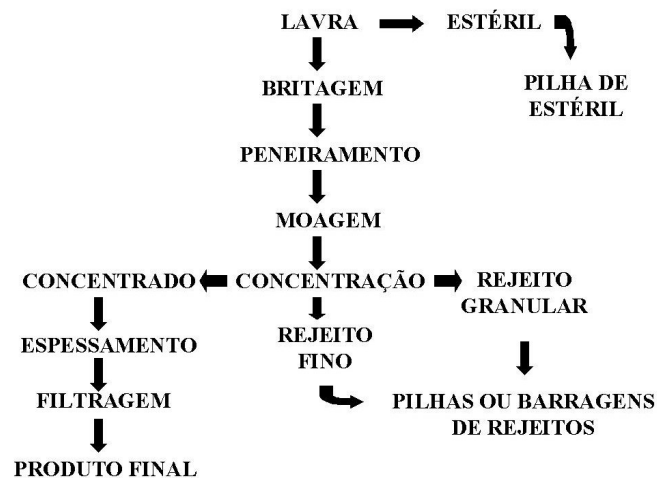 LAVRA
ESTÉRIL
PILHA DE
ESTÉRIL
BRITAGEM
PENEIRAMENTO
MOAGEM
CONCENTRADO
CONCENTRAÇÃO
REJEITO
GRANULAR
ESPESSAMENTO
REJEITO
FINO
FILTRAGEM
PILHAS OU BARRAGENS
DE REJEITOS
PRODUTO FINAL